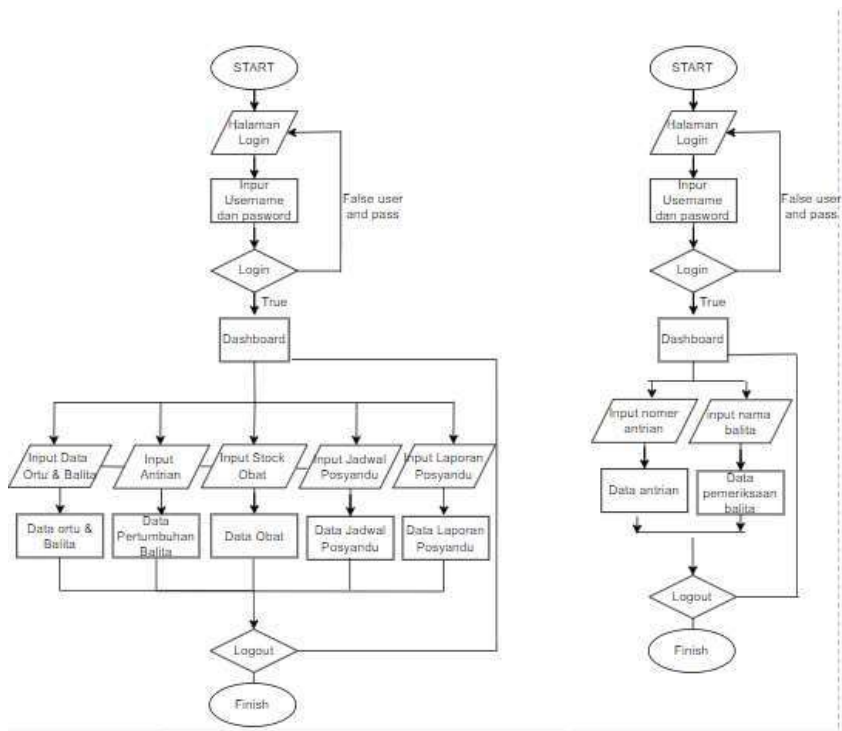 START
Halaman
Login
Inpur
Username
dan pasword
False user
and pass
Login
True
Dashboard
Input Data
Ortu & Balita
Input
Antrian
Input Stock
Obat
Input Jadwal
Posyandu
Input Laporan
Posyandu
Data ortu &
Balita
Data
Pertumbuhan
Balita
Data Obat
Data Jadwal
Posyandu
Data Laporan
Posyandu
Logout
Finish
START
Halaman
Login
Inpur
Username
dan pasword
False user
and pass
Login
True
Dashboard
Input nomer
antrian
input nama
balita
Data antrian
Data
pemeriksaan
balita
Logout
Finish